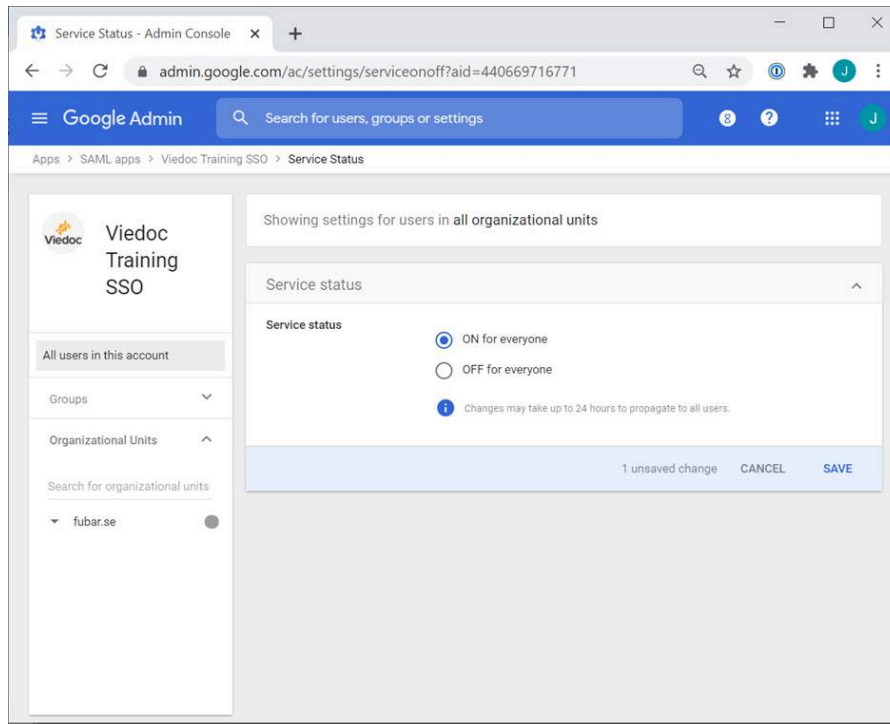 Service Status - Admin Console
admin.google.com/ac/settings/serviceonoff?aid=440669716771
J
Google Admin
Search for users, groups or settings
8
?
J
Apps > SAML apps > Viedoc Training SSO > Service Status
Viedoc
Viedoc
Training
SSO
All users in this account
Groups
Organizational Units
Search for organizational units
fubar.se
Showing settings for users in all organizational units
Service status
Service status
ON for everyone
OFF for everyone
i
Changes may take up to 24 hours to propagate to all users.
1 unsaved change CANCEL SAVE